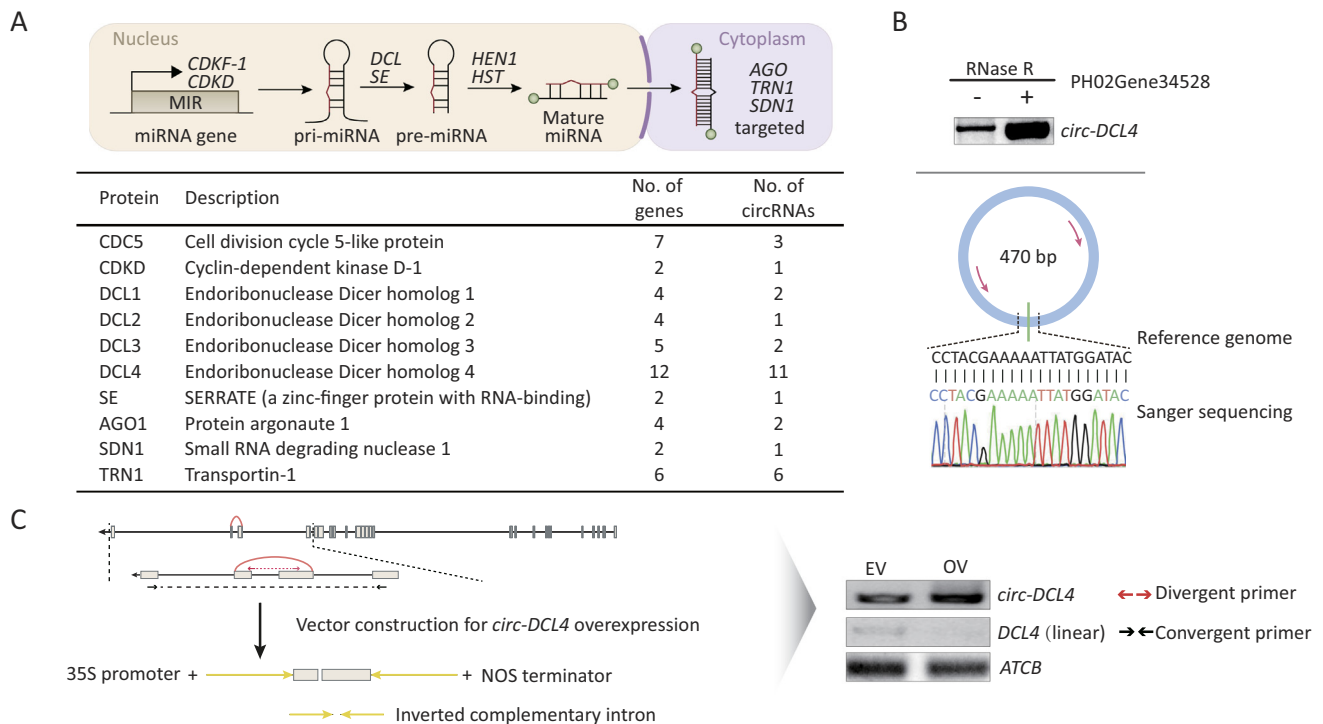 A
Nucleus
CDKF-1
CDKD
MIR
miRNA gene
pri-miRNA
DCL
SE
pre-miRNA
HEN1
HST
Mature
miRNA
Cytoplasm
AGO
TRN1
SDN1
targeted
Protein Description No. of genes No. of circRNAs
CDC5 Cell division cycle 5-like protein 7 3
CDKD Cyclin-dependent kinase D-1 2 1
DCL1 Endoribonuclease Dicer homolog 1 4 2
DCL2 Endoribonuclease Dicer homolog 2 4 1
DCL3 Endoribonuclease Dicer homolog 3 5 2
DCL4 Endoribonuclease Dicer homolog 4 12 11
SE SERRATE (a zinc-finger protein with RNA-binding) 2 1
AGO1 Protein argonaute 1 4 2
SDN1 Small RNA degrading nuclease 1 2 1
TRN1 Transportin-1 6 6
B
RNase R
- +
PH02Gene34528
circ-DCL4
470 bp
Reference genome
CCTACGAAAAATTATGGATAC
CCTACGAAAAATTATGGATAC
Sanger sequencing
C
Vector construction for circ-DCL4 overexpression
35S promoter + + NOS terminator
Inverted complementary intron
EV OV
circ-DCL4
DCL4 (linear)
ATCB
Divergent primer
Convergent primer